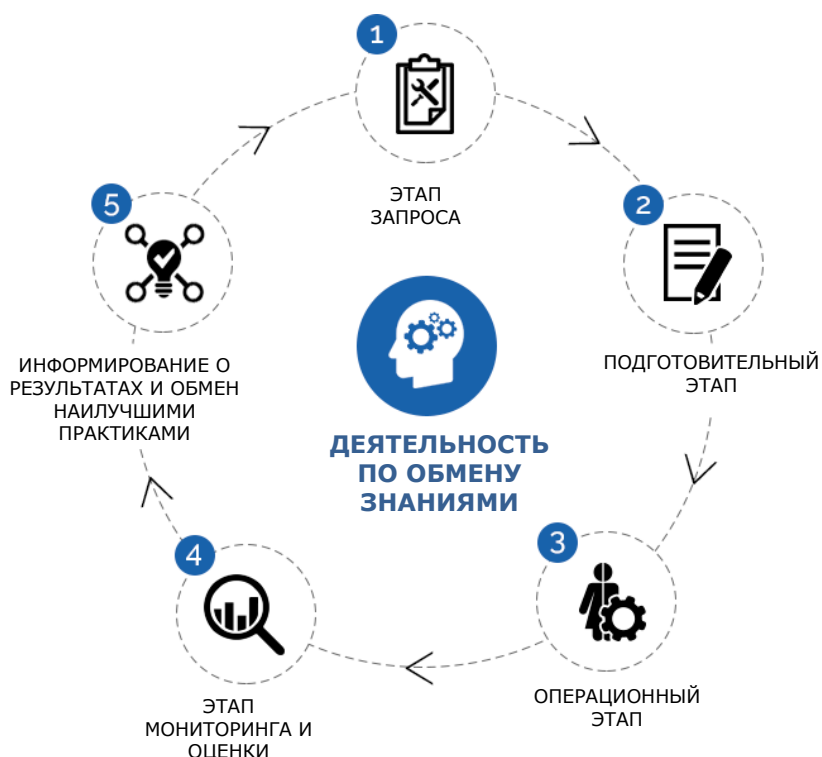 1
ЭТАП
ЗАПРОСА
2
ПОДГОТОВИТЕЛЬНЫЙ
ЭТАП
3
ОПЕРАЦИОННЫЙ
ЭТАП
4
ЭТАП
МОНИТОРИНГА И
ОЦЕНКИ
5
ИНФОРМИРОВАНИЕ О
РЕЗУЛЬТАТАХ И ОБМЕН
НАИЛУЧШИМИ
ПРАКТИКАМИ
ДЕЯТЕЛЬНОСТЬ
ПО ОБМЕНУ
ЗНАНИЯМИ